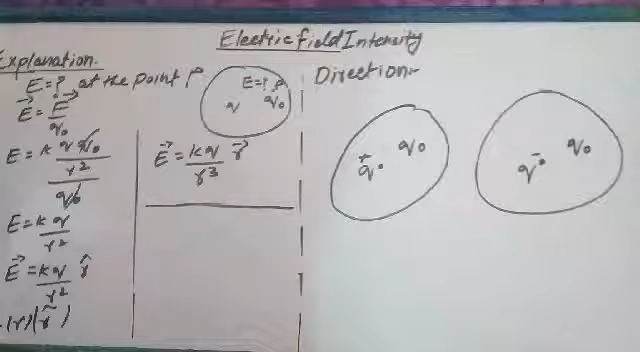 Electric field Intensity
Explanation.
E=? at the point P
E⃗ = F⃗/q₀
E = k q q₀/r²/q₀
E = k q/r²
E⃗ = k q/r² r̂
E=? P
q q₀
E⃗ = k q/r³ r⃗
Direction:-
+q q₀
q⁻ q₀